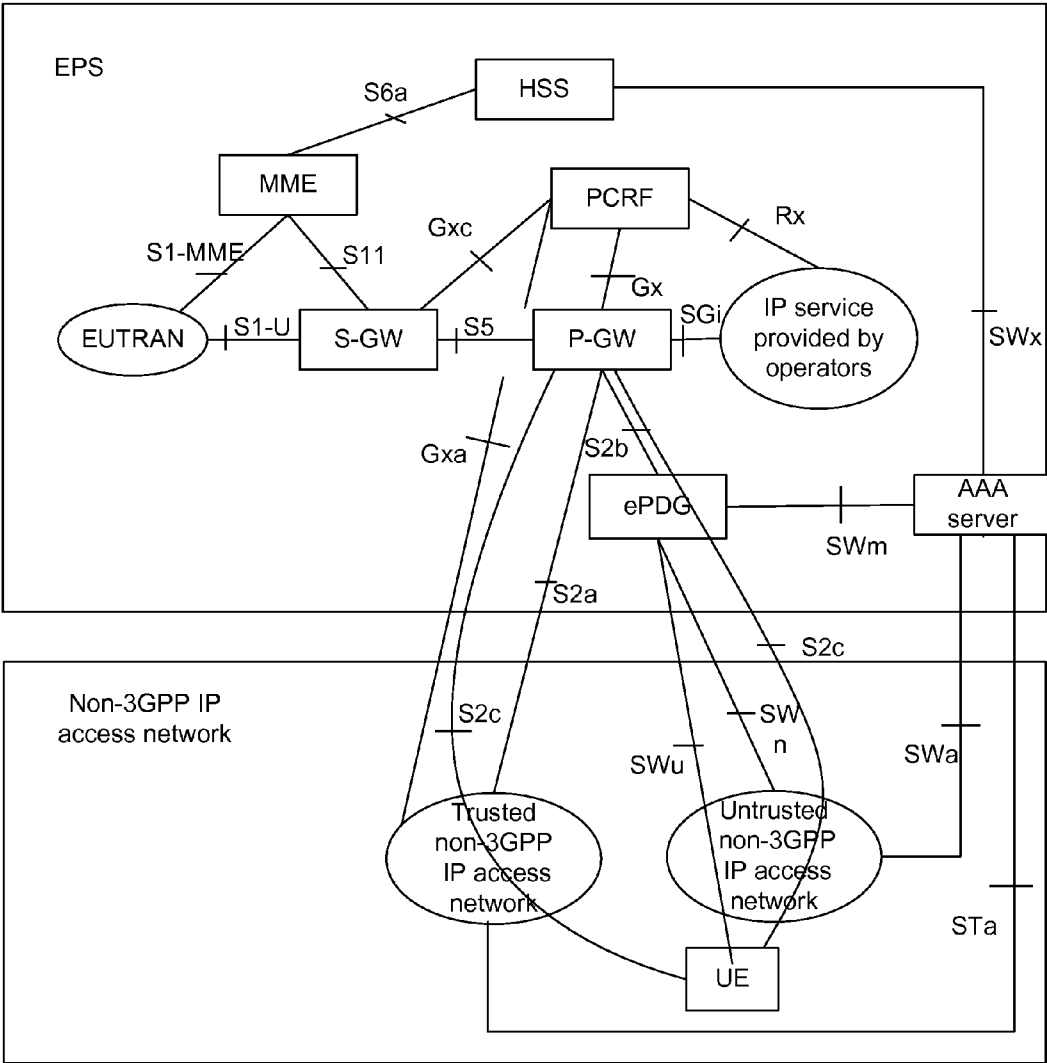 EPS
HSS
S6a
MME
PCRF
Rx
Gxc
S1-MME
S11
Gx
SGi
IP service
provided by
operators
EUTRAN
S1-U
S-GW
S5
P-GW
SWx
Gxa
S2b
ePDG
AAA
server
SWm
S2a
S2c
Non-3GPP IP
access network
S2c
SW
n
SWu
SWa
Trusted
non-3GPP
IP access
network
Untrusted
non-3GPP
IP access
network
STa
UE